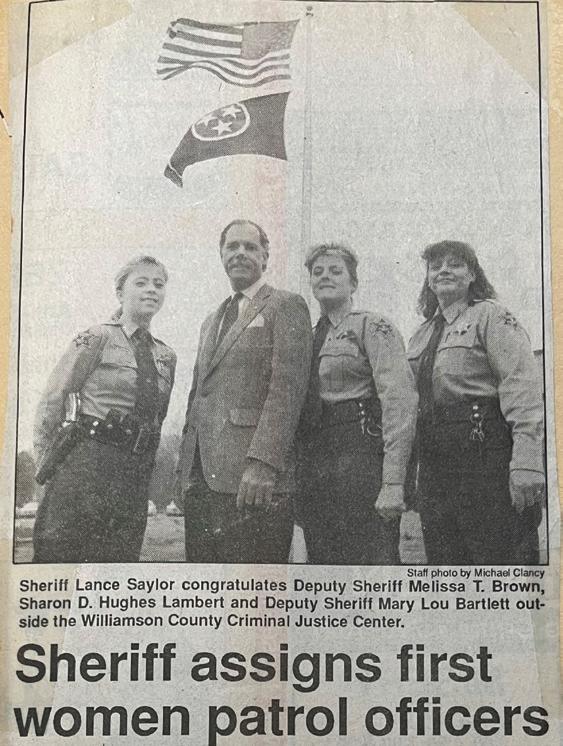 Staff photo by Michael Clancy
Sheriff Lance Saylor congratulates Deputy Sheriff Melissa T. Brown,
Sharon D. Hughes Lambert and Deputy Sheriff Mary Lou Bartlett out-
side the Williamson County Criminal Justice Center.
Sheriff assigns first
women patrol officers